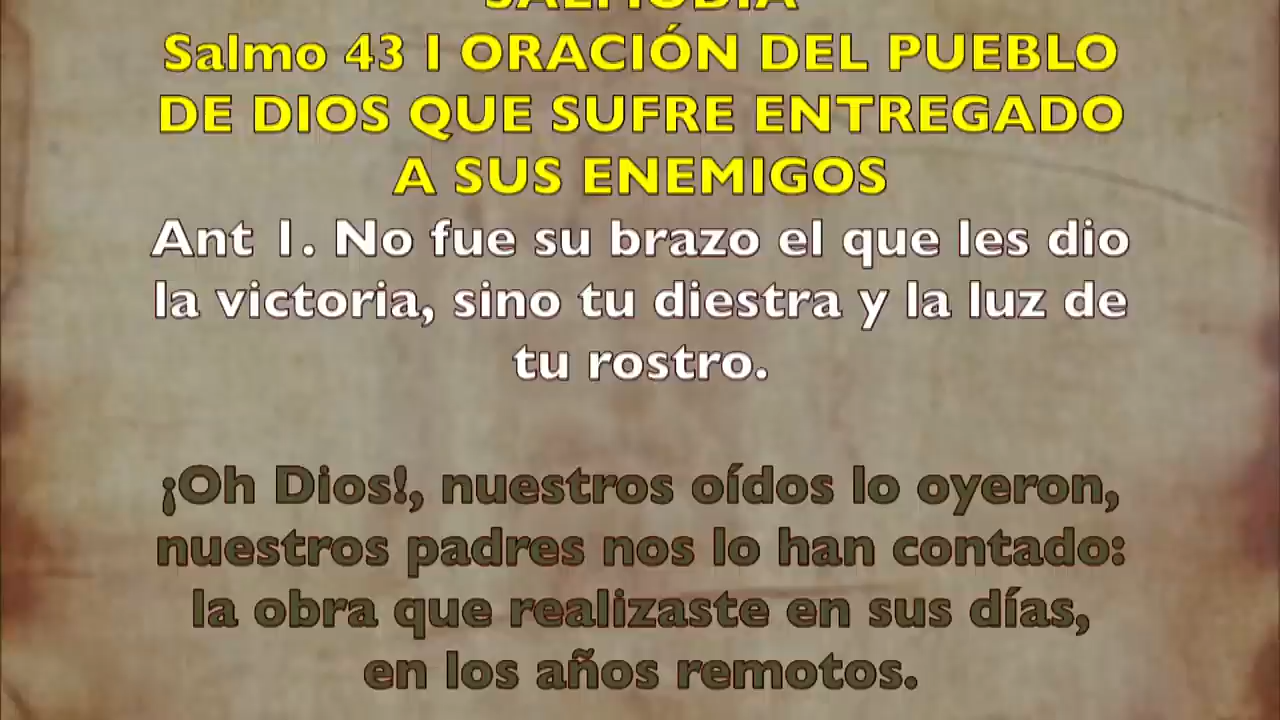 SALMODIA
Salmo 43 I ORACIÓN DEL PUEBLO
DE DIOS QUE SUFRE ENTREGADO
A SUS ENEMIGOS
Ant 1. No fue su brazo el que les dio
la victoria, sino tu diestra y la luz de
tu rostro.
¡Oh Dios!, nuestros oídos lo oyeron,
nuestros padres nos lo han contado:
la obra que realizaste en sus días,
en los años remotos.